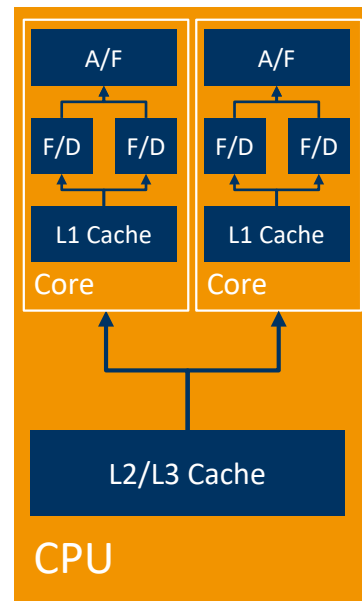 A/F
F/D F/D
L1 Cache
Core
A/F
F/D F/D
L1 Cache
Core
L2/L3 Cache
CPU